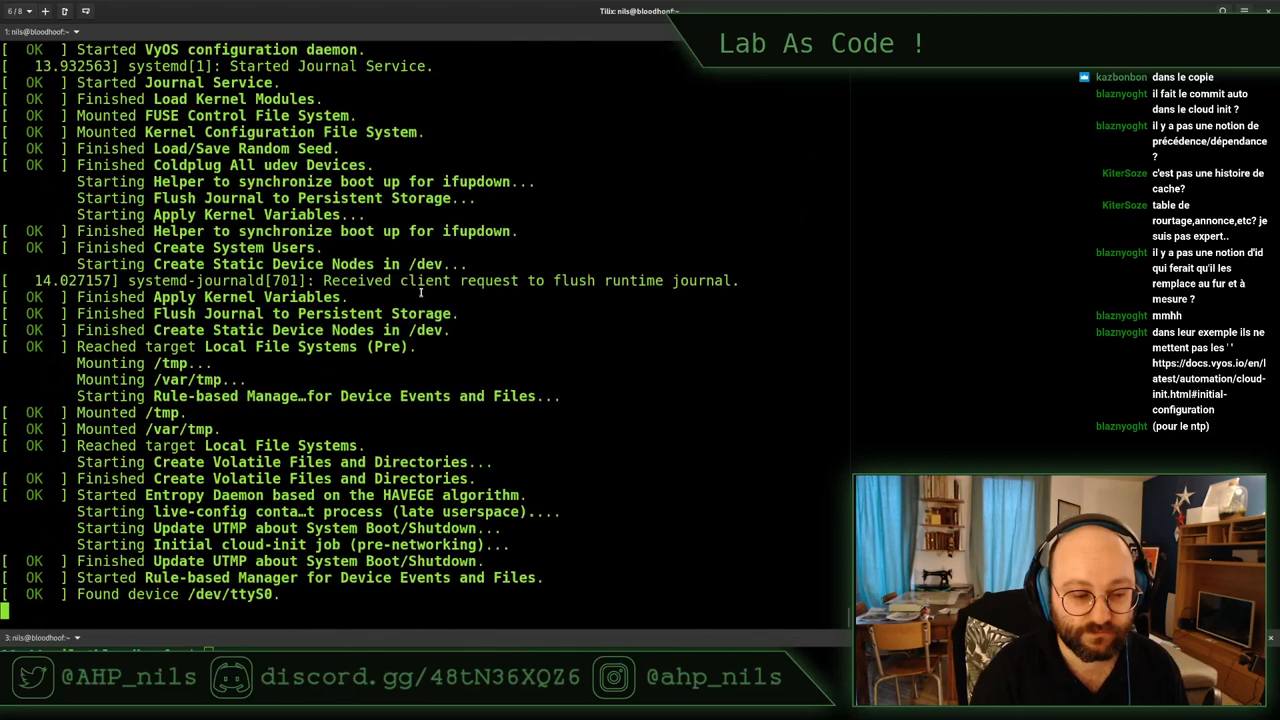 6/8
Tilix: nils@bloodhoof:~
1: nils@bloodhoof:~
Lab As Code !
[  OK  ] Started VyOS configuration daemon.
[   13.932563] systemd[1]: Started Journal Service.
[  OK  ] Started Journal Service.
[  OK  ] Finished Load Kernel Modules.
[  OK  ] Mounted FUSE Control File System.
[  OK  ] Mounted Kernel Configuration File System.
[  OK  ] Finished Load/Save Random Seed.
[  OK  ] Finished Coldplug All udev Devices.
Starting Helper to synchronize boot up for ifupdown...
Starting Flush Journal to Persistent Storage...
Starting Apply Kernel Variables...
[  OK  ] Finished Helper to synchronize boot up for ifupdown.
[  OK  ] Finished Create System Users.
Starting Create Static Device Nodes in /dev...
[   14.027157] systemd-journald[701]: Received client request to flush runtime journal.
[  OK  ] Finished Apply Kernel Variables.
[  OK  ] Finished Flush Journal to Persistent Storage.
[  OK  ] Finished Create Static Device Nodes in /dev.
[  OK  ] Reached target Local File Systems (Pre).
Mounting /tmp...
Mounting /var/tmp...
Starting Rule-based Manage…for Device Events and Files...
[  OK  ] Mounted /tmp.
[  OK  ] Mounted /var/tmp.
[  OK  ] Reached target Local File Systems.
Starting Create Volatile Files and Directories...
[  OK  ] Finished Create Volatile Files and Directories.
[  OK  ] Started Entropy Daemon based on the HAVEGE algorithm.
Starting live-config conta…t process (late userspace)....
Starting Update UTMP about System Boot/Shutdown...
Starting Initial cloud-init job (pre-networking)...
[  OK  ] Finished Update UTMP about System Boot/Shutdown.
[  OK  ] Started Rule-based Manager for Device Events and Files.
[  OK  ] Found device /dev/ttyS0.
3: nils@bloodhoof:~
kazbonbon dans le copie
blaznyoght il fait le commit auto
dans le cloud init ?
blaznyoght il y a pas une notion de
précédence/dépendance
?
KiterSoze c'est pas une histoire de
cache?
KiterSoze table de
rourtage,annonce,etc? je
suis pas expert..
blaznyoght il y a pas une notion d'id
qui ferait qu'il les
remplace au fur et à
mesure ?
blaznyoght mmhh
blaznyoght dans leur exemple ils ne
mettent pas les ' '
https://docs.vyos.io/en/l
atest/automation/cloud-
init.html#initial-
configuration
blaznyoght (pour le ntp)
@AHP_nils
discord.gg/48tN36XQZ6
@ahp_nils